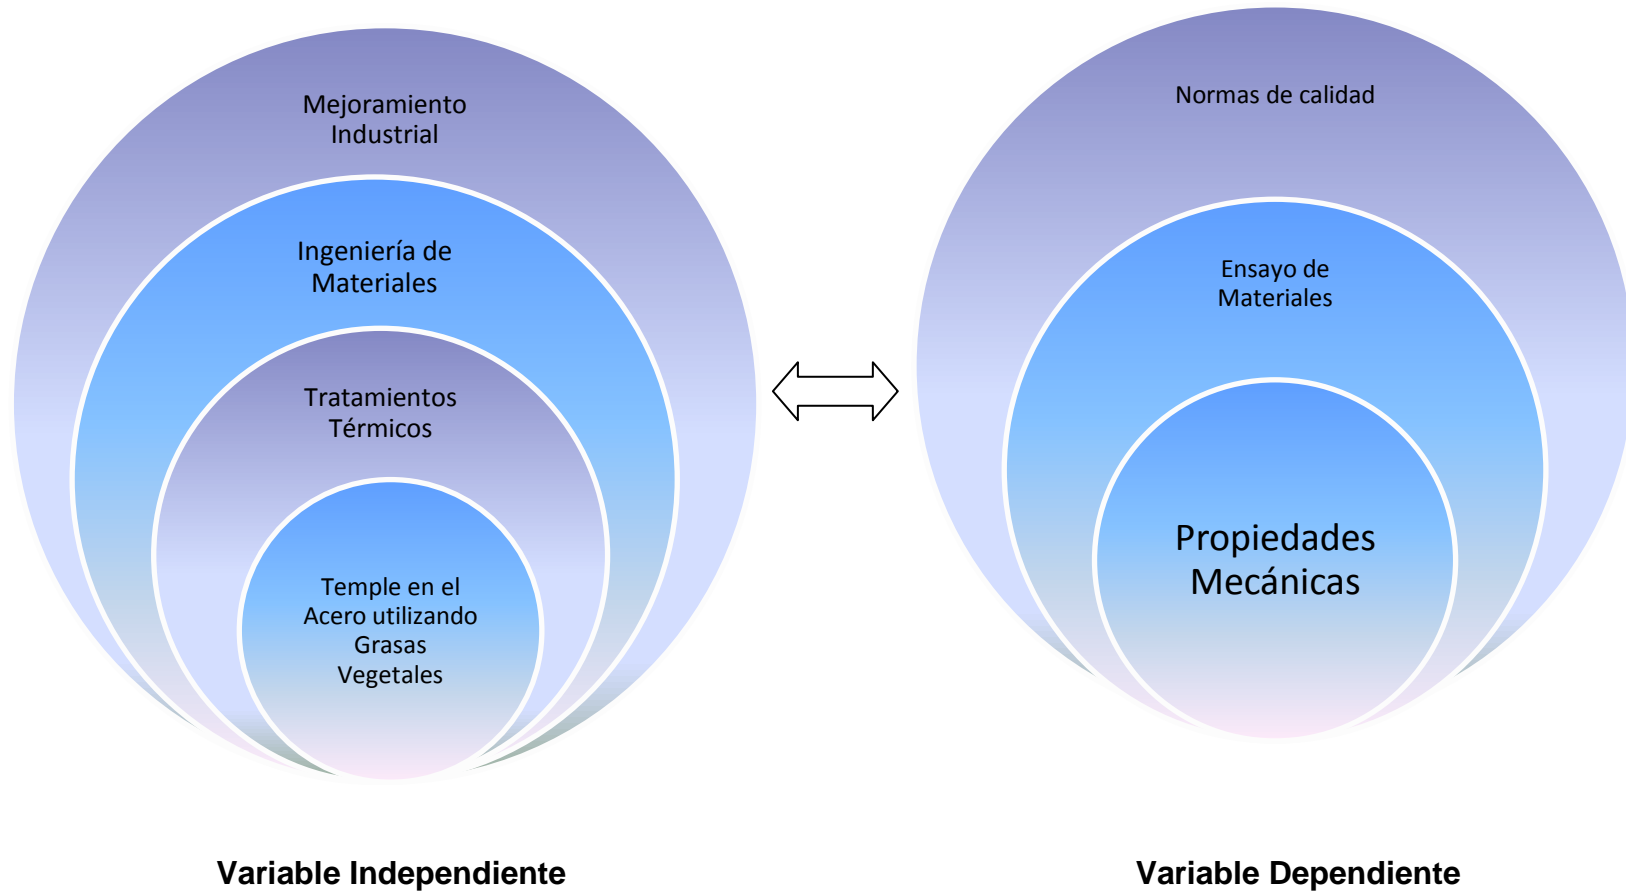 Mejoramiento
Industrial
Ingeniería de
Materiales
Tratamientos
Térmicos
Temple en el
Acero utilizando
Grasas
Vegetales
Normas de calidad
Ensayo de
Materiales
Propiedades
Mecánicas
Variable Independiente
Variable Dependiente